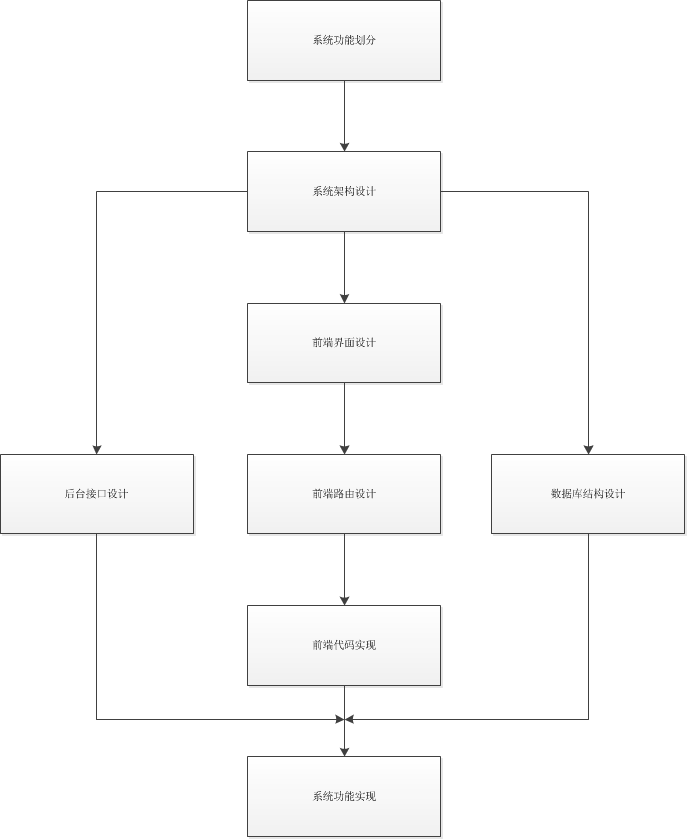 系统功能划分
系统架构设计
前端界面设计
后台接口设计
前端路由设计
数据库结构设计
前端代码实现
系统功能实现